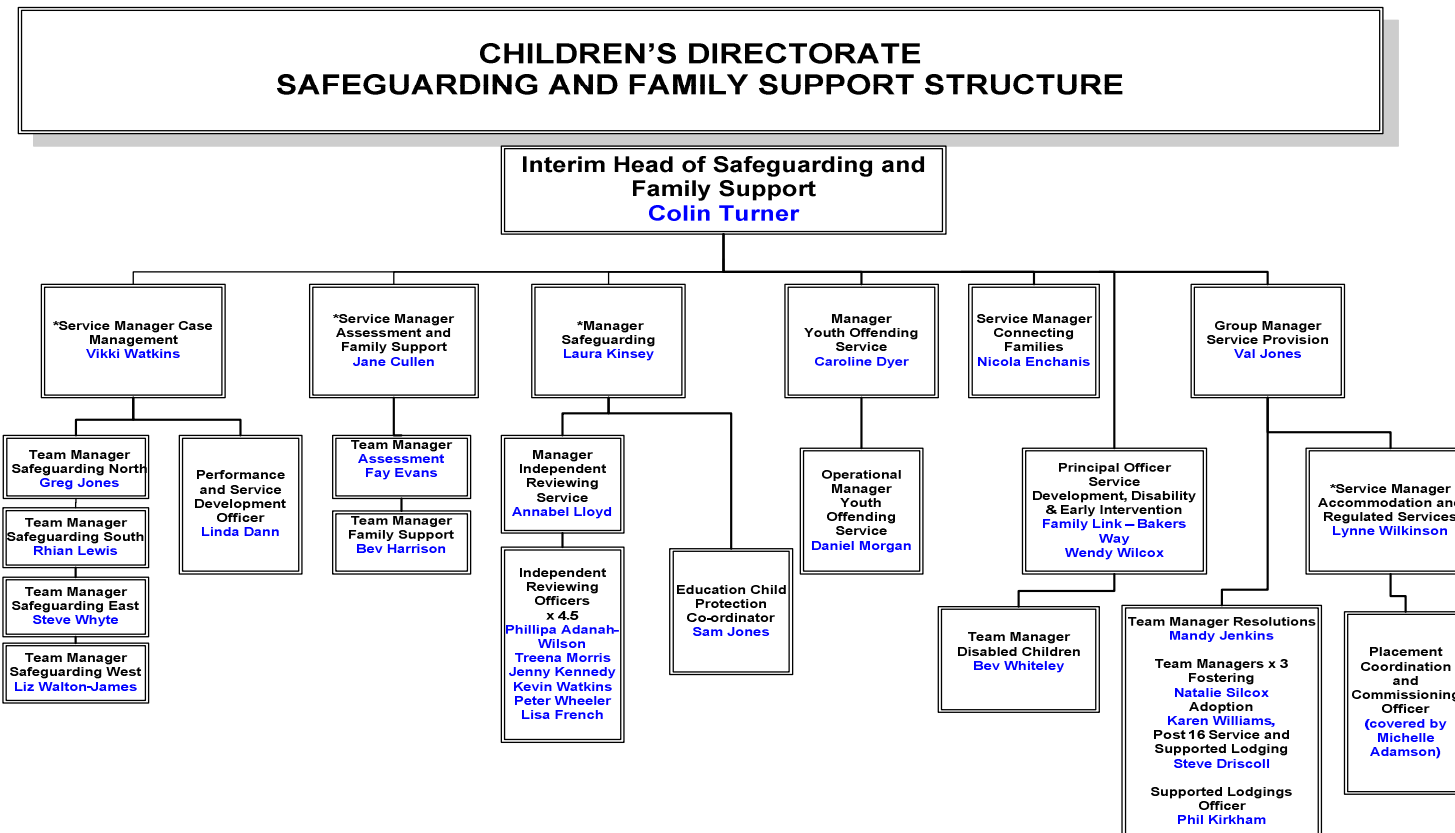 CHILDREN'S DIRECTORATE
SAFEGUARDING AND FAMILY SUPPORT STRUCTURE
Interim Head of Safeguarding and
Family Support
Colin Turner
*Service Manager Case
Management
Vikki Watkins
*Service Manager
Assessment and
Family Support
Jane Cullen
*Manager
Safeguarding
Laura Kinsey
Manager
Youth Offending
Service
Caroline Dyer
Service Manager
Connecting
Families
Nicola Enchanis
Group Manager
Service Provision
Val Jones
Team Manager
Safeguarding North
Greg Jones
Team Manager
Safeguarding South
Rhian Lewis
Team Manager
Safeguarding East
Steve Whyte
Team Manager
Safeguarding West
Liz Walton-James
Performance
and Service
Development
Officer
Linda Dann
Team Manager
Assessment
Fay Evans
Team Manager
Family Support
Bev Harrison
Manager
Independent
Reviewing
Service
Annabel Lloyd
Independent
Reviewing
Officers
x 4.5
Phillipa Adanah-
Wilson
Treena Morris
Jenny Kennedy
Kevin Watkins
Peter Wheeler
Lisa French
Education Child
Protection
Co-ordinator
Sam Jones
Operational
Manager
Youth
Offending
Service
Daniel Morgan
Principal Officer
Service
Development, Disability
& Early Intervention
Family Link – Bakers
Way
Wendy Wilcox
Team Manager
Disabled Children
Bev Whiteley
Team Manager Resolutions
Mandy Jenkins
Team Managers x 3
Fostering
Natalie Silcox
Adoption
Karen Williams,
Post 16 Service and
Supported Lodging
Steve Driscoll
Supported Lodgings
Officer
Phil Kirkham
*Service Manager
Accommodation an
Regulated Services
Lynne Wilkinson
Placement
Coordination
and
Commissioning
Officer
(covered by
Michelle
Adamson)